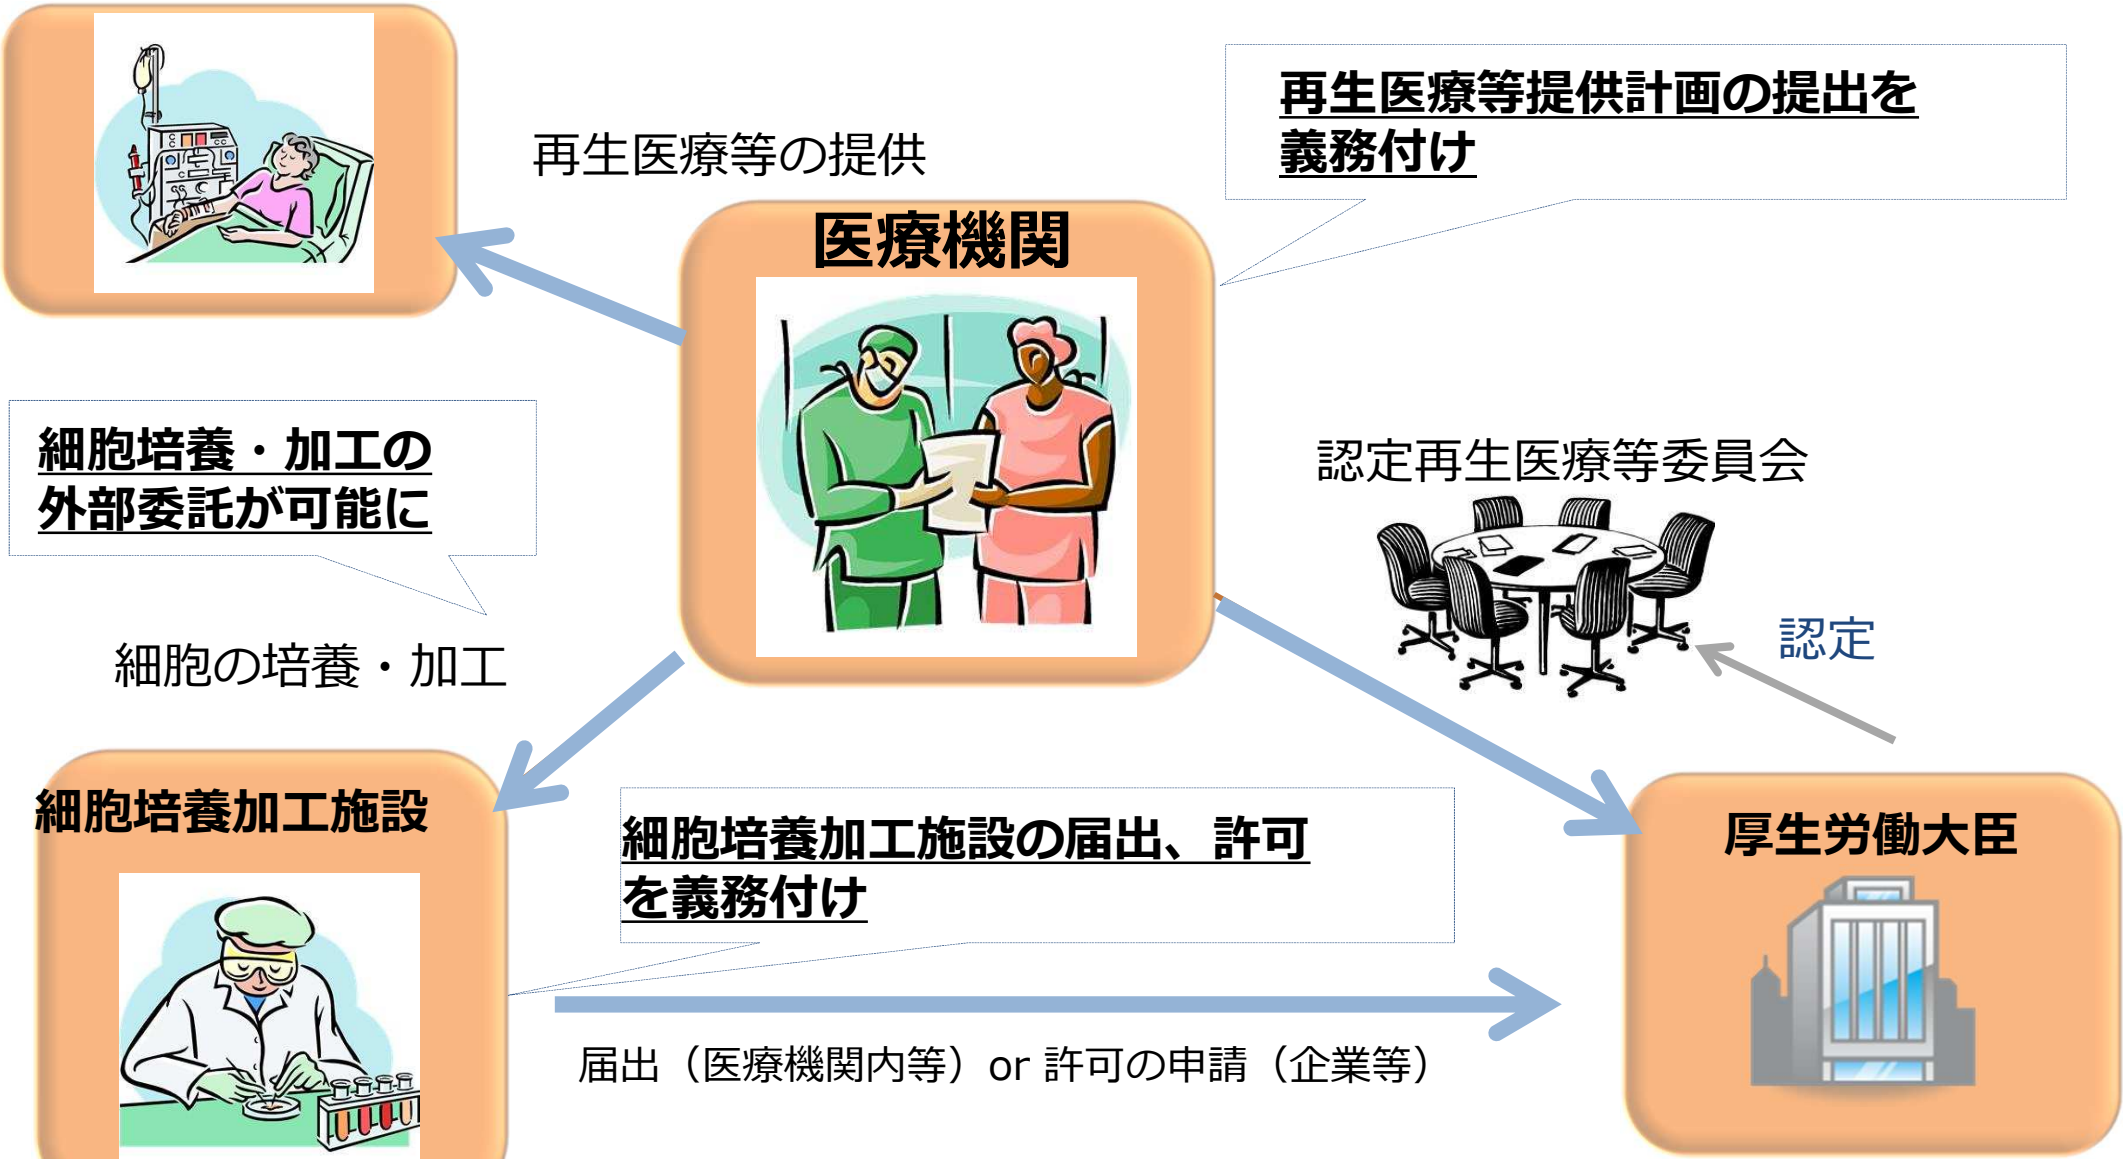 再生医療等提供計画の提出を
義務付け
再生医療等の提供
医療機関
細胞培養・加工の
外部委託が可能に
認定再生医療等委員会
認定
細胞の培養・加工
細胞培養加工施設
細胞培養加工施設の届出、許可
を義務付け
厚生労働大臣
届出（医療機関内等）or 許可の申請（企業等）